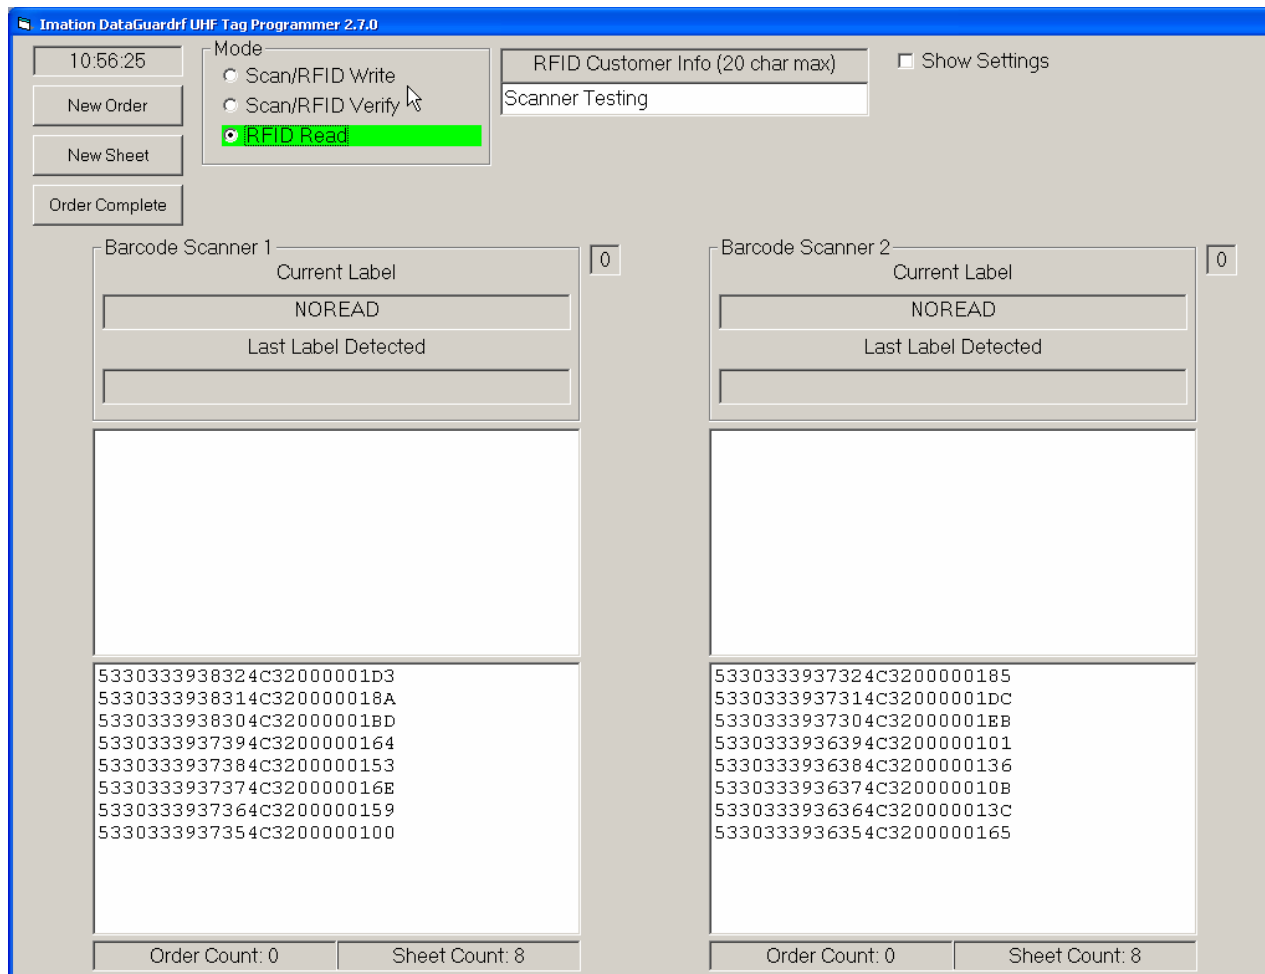 Imation DataGuardrf UHF Tag Programmer 2.7.0
10:56:25
New Order
New Sheet
Order Complete
Mode
Scan/RFID Write
Scan/RFID Verify
RFID Read
RFID Customer Info (20 char max)
Scanner Testing
Show Settings
Barcode Scanner 1
0
Current Label
NOREAD
Last Label Detected
5330333938324C32000001D3
5330333938314C320000018A
5330333938304C32000001BD
5330333937394C3200000164
5330333937384C3200000153
5330333937374C320000016E
5330333937364C3200000159
5330333937354C3200000100
Order Count: 0
Sheet Count: 8
Barcode Scanner 2
0
Current Label
NOREAD
Last Label Detected
5330333937324C3200000185
5330333937314C32000001DC
5330333937304C32000001EB
5330333936394C3200000101
5330333936384C3200000136
5330333936374C320000010B
5330333936364C320000013C
5330333936354C3200000165
Order Count: 0
Sheet Count: 8